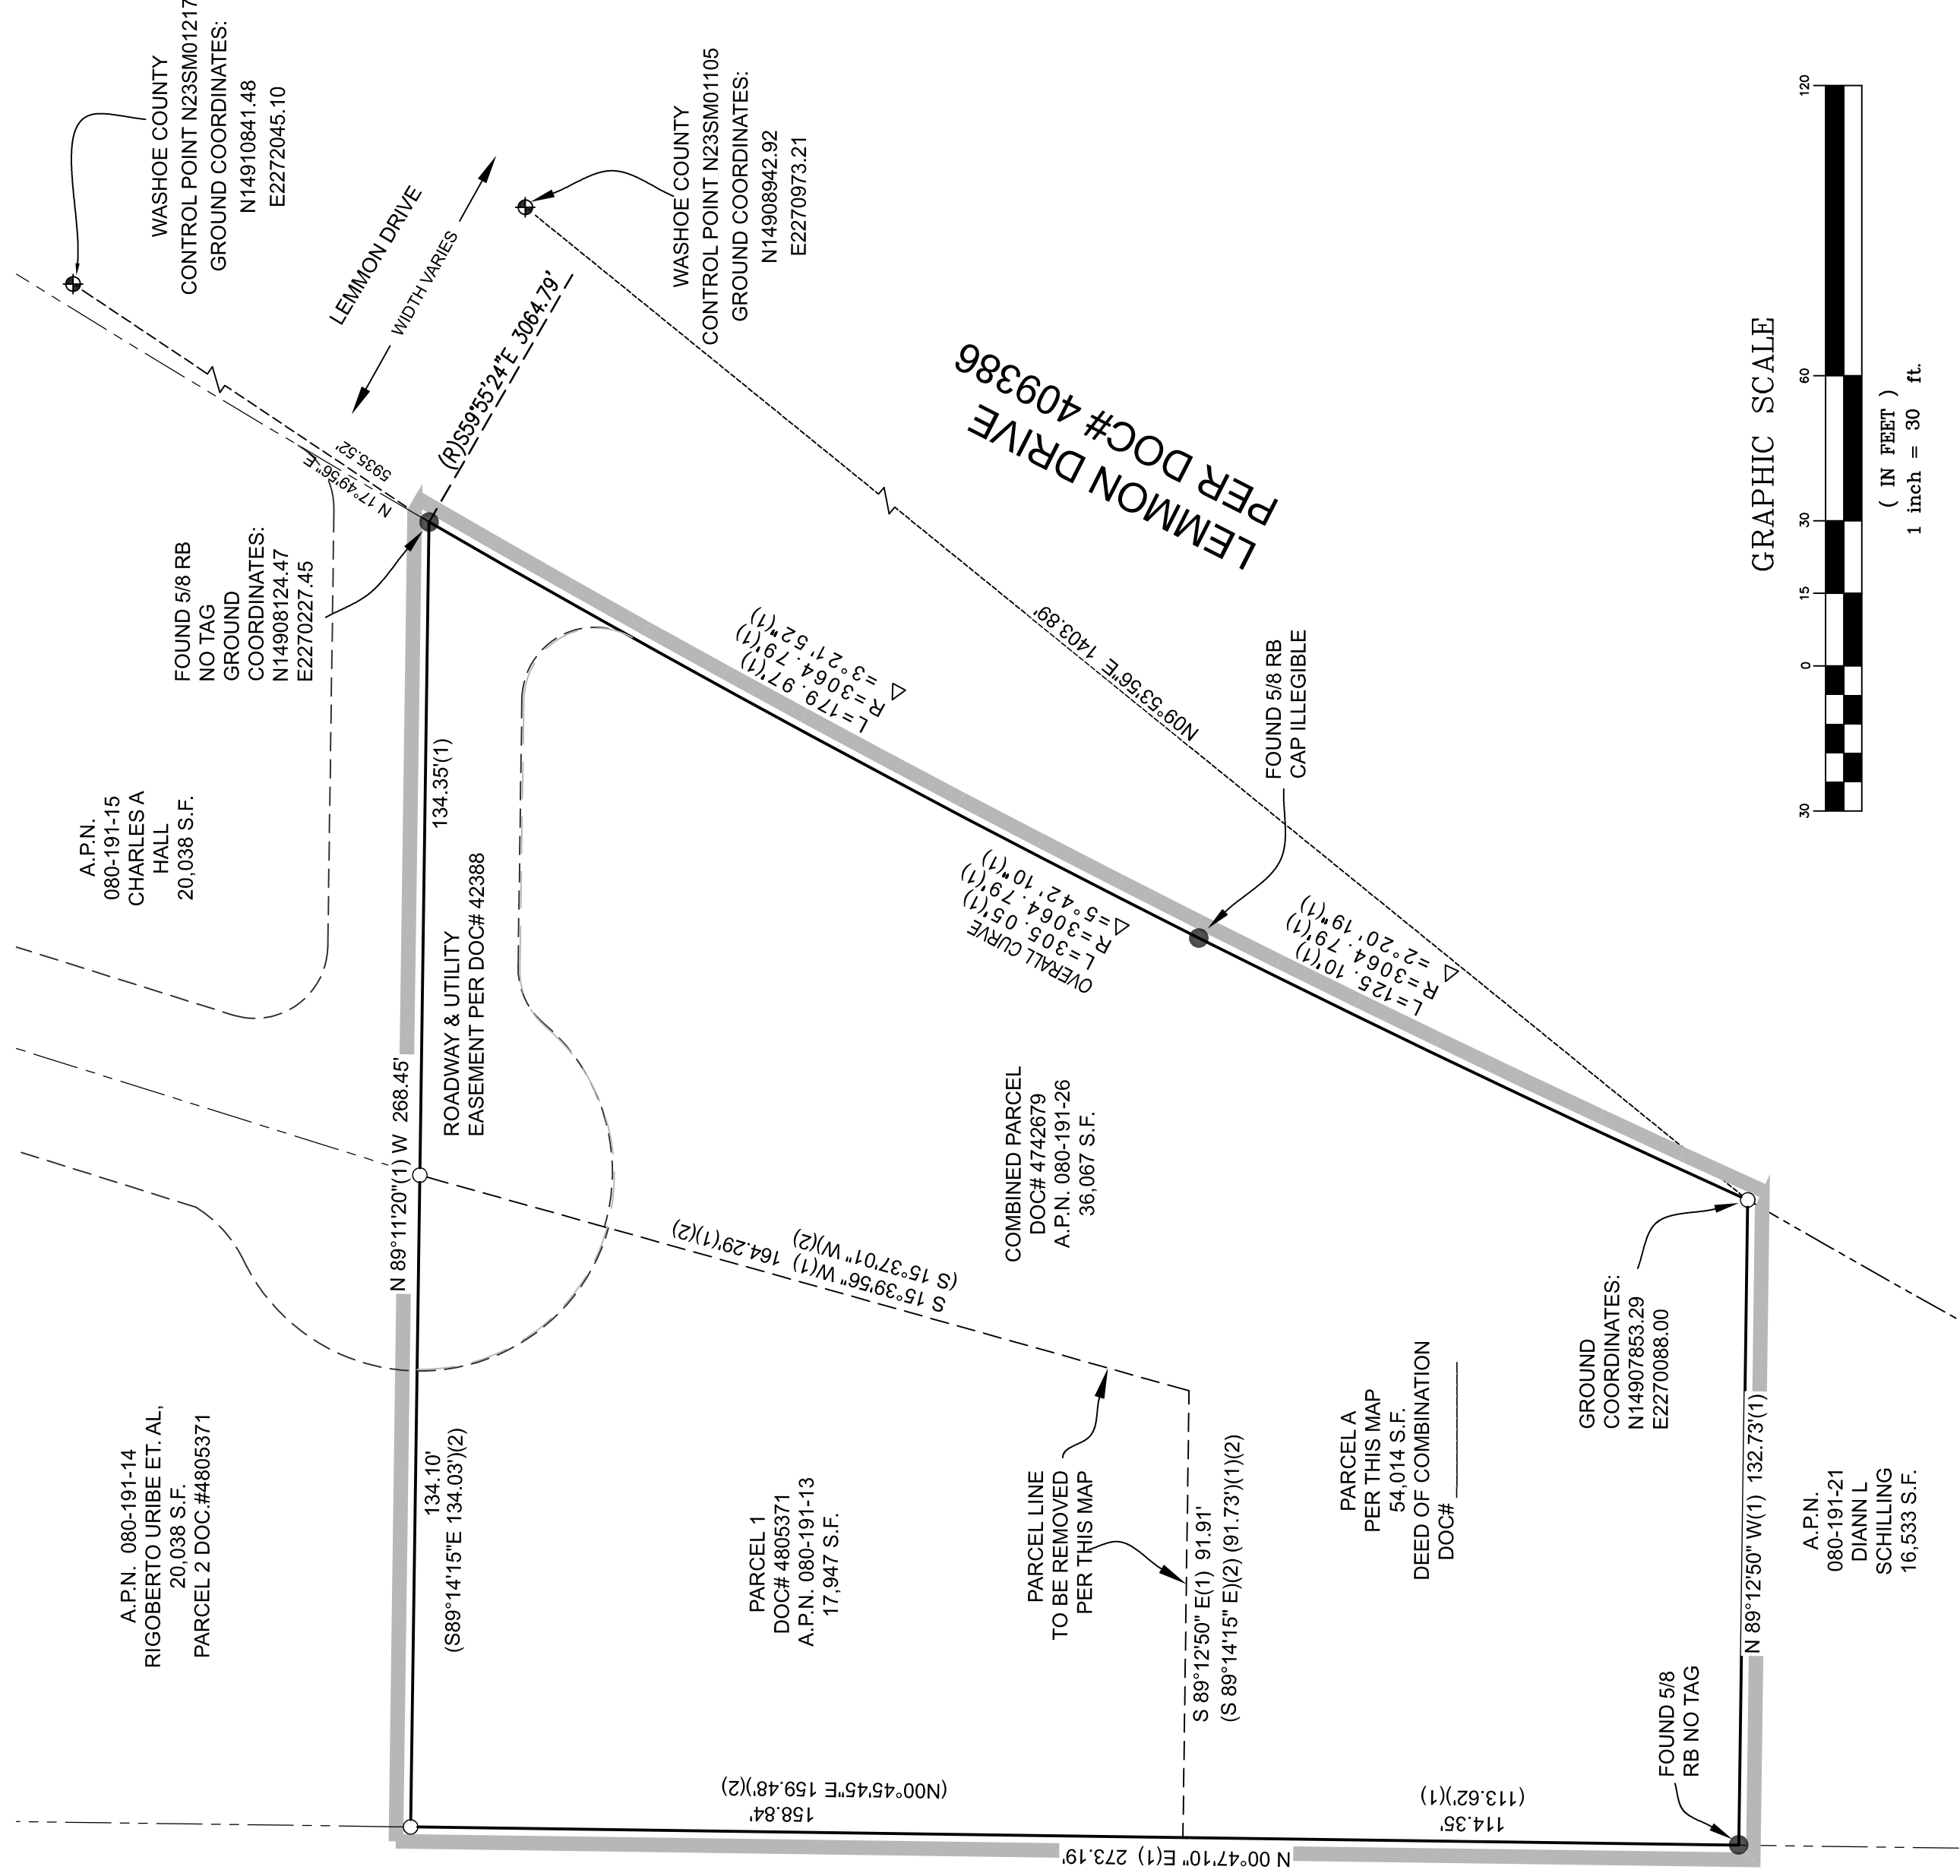 WASHOE COUNTY
CONTROL POINT N23SM01217
GROUND COORDINATES:
N14910841.48
E2272045.10
WASHOE COUNTY
CONTROL POINT N23SM01105
GROUND COORDINATES:
N14908942.92
E2270973.21
LEMMON DRIVE
WIDTH VARIES
(R)S59°55'24"E 3064.79'
N 17°49'56" E
5935.52'
FOUND 5/8 RB
NO TAG
GROUND
COORDINATES:
N14908124.47
E2270227.45
LEMMON DRIVE
PER DOC# 409386
GRAPHIC SCALE
30
0
15
30
60
120
( IN FEET )
1 inch = 30 ft.
A.P.N.
080-191-15
CHARLES A
HALL
20,038 S.F.
134.35'(1)
ROADWAY & UTILITY
EASEMENT PER DOC# 42388
L=179.97'(1)
R=3064.79'(1)
△=3°21'52"(1)
N09°53'56"E 1403.89'
FOUND 5/8 RB
CAP ILLEGIBLE
OVERALL CURVE
L=305.05'(1)
R=3064.79'(1)
△=5°42'10"(1)
L=125.10'(1)
R=3064.79'(1)
△=2°20'19"(1)
N 89°11'20"(1) W 268.45'
COMBINED PARCEL
DOC# 4742679
A.P.N. 080-191-26
36,067 S.F.
S 15°39'56" W(1) 164.29'(1)(2)
(S 15°37'01" W)(2)
A.P.N. 080-191-14
RIGOBERTO URIBE ET. AL,
20,038 S.F.
PARCEL 2 DOC.#4805371
134.10'
(S89°14'15"E 134.03')(2)
PARCEL 1
DOC# 4805371
A.P.N. 080-191-13
17,947 S.F.
PARCEL LINE
TO BE REMOVED
PER THIS MAP
S 89°12'50" E(1) 91.91'
(S 89°14'15" E)(2) (91.73')(1)(2)
PARCEL A
PER THIS MAP
54,014 S.F.
DEED OF COMBINATION
DOC# ____________
GROUND
COORDINATES:
N14907853.29
E2270088.00
N 89°12'50" W(1) 132.73'(1)
A.P.N.
080-191-21
DIANN L
SCHILLING
16,533 S.F.
FOUND 5/8
RB NO TAG
(N00°45'45"E 159.48')(2)
158.84'
(113.62')(1)
114.35'
N 00°47'10" E(1) 273.19'